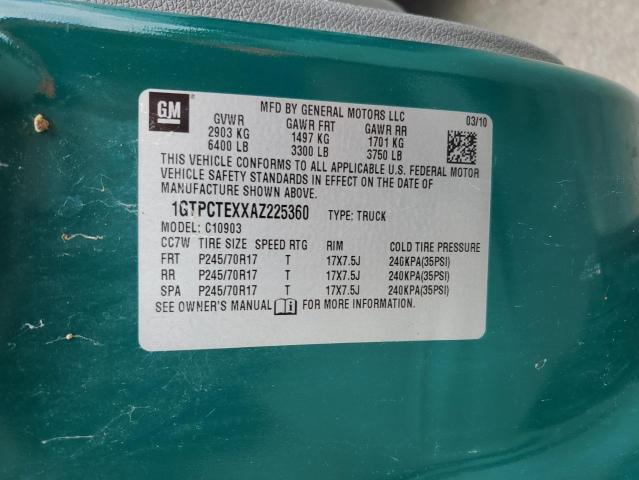 GM
MFD BY GENERAL MOTORS LLC
03/10
GVWR GAWR FRT GAWR RR
2903 KG 1497 KG 1701 KG
6400 LB 3300 LB 3750 LB
THIS VEHICLE CONFORMS TO ALL APPLICABLE U.S. FEDERAL MOTOR
VEHICLE SAFETY STANDARDS IN EFFECT ON THE DATE OF
MANUFACTURE SHOWN ABOVE.
1GTPCTEXXAZ225360 TYPE: TRUCK
MODEL: C10903
CC7W TIRE SIZE SPEED RTG RIM COLD TIRE PRESSURE
FRT P245/70R17 T 17X7.5J 240KPA(35PSI)
RR P245/70R17 T 17X7.5J 240KPA(35PSI)
SPA P245/70R17 T 17X7.5J 240KPA(35PSI)
SEE OWNER'S MANUAL FOR MORE INFORMATION.